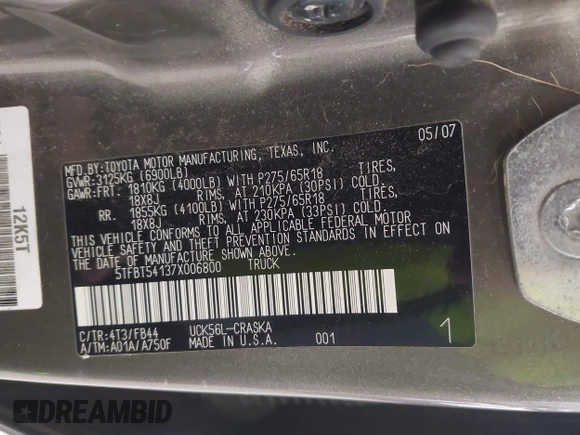 05/07
MFD.BY:TOYOTA MOTOR MANUFACTURING, TEXAS, INC.
GVWR:3125KG (6900LB)
GAWR:FRT. 1810KG (4000LB) WITH P275/65R18 TIRES,
18X8J RIMS, AT 210KPA (30PSI) COLD
RR. 1855KG (4100LB) WITH P275/65R18 TIRES,
18X8J RIMS, AT 230KPA (33PSI) COLD
THIS VEHICLE CONFORMS TO ALL APPLICABLE FEDERAL MOTOR
VEHICLE SAFETY AND BUMPER STANDARDS IN EFFECT ON
THE DATE OF MANUFACTURE SHOWN ABOVE.
5TFBT54137X006800 TRUCK
C/TR:4T3/FB44 UCK56L-CRASKA
A/TM:A01A/A750F MADE IN U.S.A. 001
1
12K5T
DREAMBID